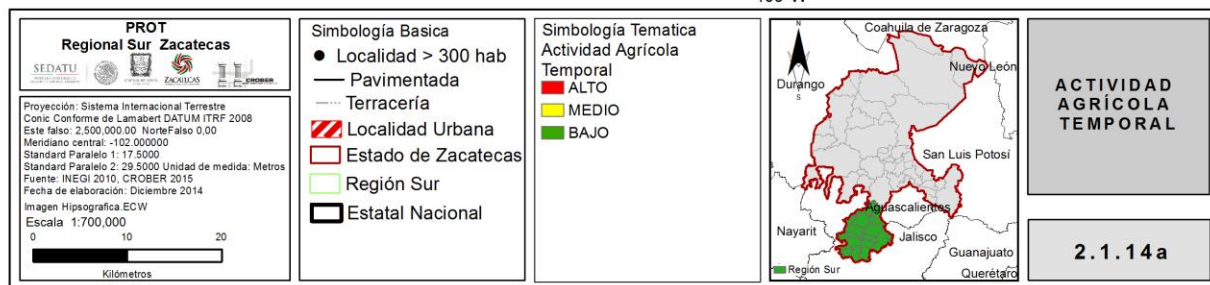 PROT
Regional Sur Zacatecas
SEDATU
ZACATECAS
CROBER
Proyección: Sistema Internacional Terrestre
Conic Conforme de Lamabert DATUM ITRF 2008
Este falso: 2,500,000.00 NorteFalso 0,00
Meridiano central: -102.000000
Standard Paralelo 1: 17.5000
Standard Paralelo 2: 29.5000 Unidad de medida: Metros
Fuente: INEGI 2010, CROBER 2015
Fecha de elaboración: Diciembre 2014
Imagen Hipsografica.ECW
Escala 1:700,000
0 10 20
Kilómetros
Simbología Basica
Localidad > 300 hab
Pavimentada
Terracería
Localidad Urbana
Estado de Zacatecas
Región Sur
Estatal Nacional
Simbología Tematica
Actividad Agrícola
Temporal
ALTO
MEDIO
BAJO
N
S
Coahuila de Zaragoza
Nuevo León
Durango
San Luis Potosí
Aguascalientes
Nayarit
Jalisco
Guanajuato
Región Sur
Querétaro
ACTIVIDAD
AGRÍCOLA
TEMPORAL
2.1.14a